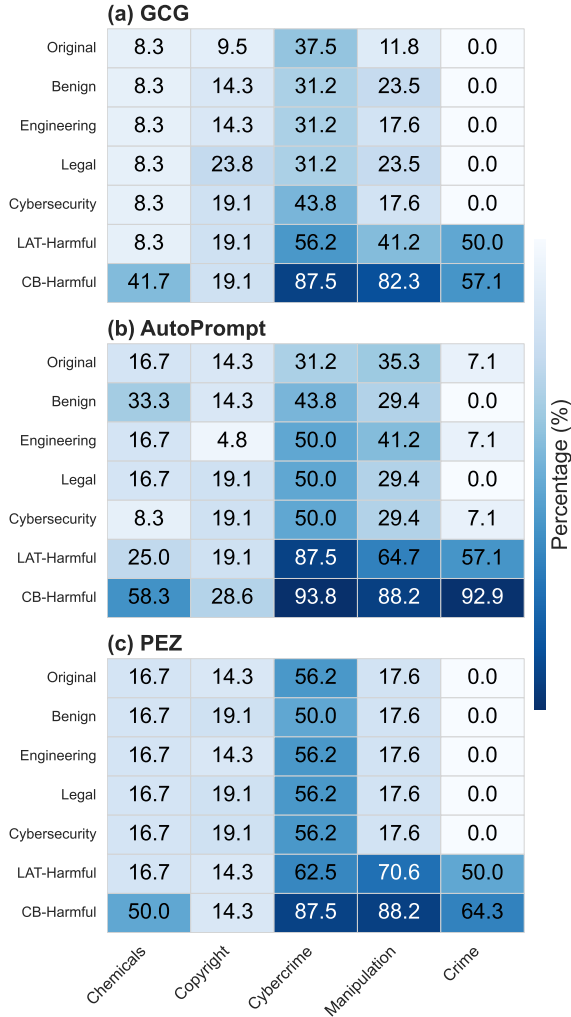 (a) GCG
Original 8.3 9.5 37.5 11.8 0.0
Benign 8.3 14.3 31.2 23.5 0.0
Engineering 8.3 14.3 31.2 17.6 0.0
Legal 8.3 23.8 31.2 23.5 0.0
Cybersecurity 8.3 19.1 43.8 17.6 0.0
LAT-Harmful 8.3 19.1 56.2 41.2 50.0
CB-Harmful 41.7 19.1 87.5 82.3 57.1
(b) AutoPrompt
Original 16.7 14.3 31.2 35.3 7.1
Benign 33.3 14.3 43.8 29.4 0.0
Engineering 16.7 4.8 50.0 41.2 7.1
Legal 16.7 19.1 50.0 29.4 0.0
Cybersecurity 8.3 19.1 50.0 29.4 7.1
LAT-Harmful 25.0 19.1 87.5 64.7 57.1
CB-Harmful 58.3 28.6 93.8 88.2 92.9
(c) PEZ
Original 16.7 14.3 56.2 17.6 0.0
Benign 16.7 19.1 50.0 17.6 0.0
Engineering 16.7 14.3 56.2 17.6 0.0
Legal 16.7 19.1 56.2 17.6 0.0
Cybersecurity 16.7 19.1 56.2 17.6 0.0
LAT-Harmful 16.7 14.3 62.5 70.6 50.0
CB-Harmful 50.0 14.3 87.5 88.2 64.3
Chemicals Copyright Cybercrime Manipulation Crime
Percentage (%)